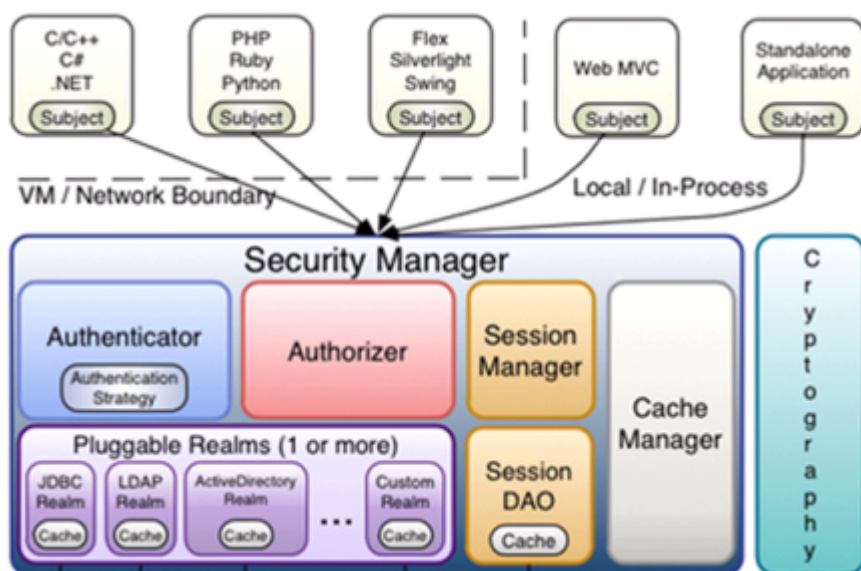 C/C++
C#
.NET
Subject
PHP
Ruby
Python
Subject
Flex
Silverlight
Swing
Subject
Web MVC
Subject
Standalone
Application
Subject
VM / Network Boundary
Local / In-Process
Security Manager
Authenticator
Authentication
Strategy
Authorizer
Session
Manager
Cache
Manager
Pluggable Realms (1 or more)
JDBC
Realm
Cache
LDAP
Realm
Cache
ActiveDirectory
Realm
Cache
...
Custom
Realm
Cache
Session
DAO
Cache
Cryptography